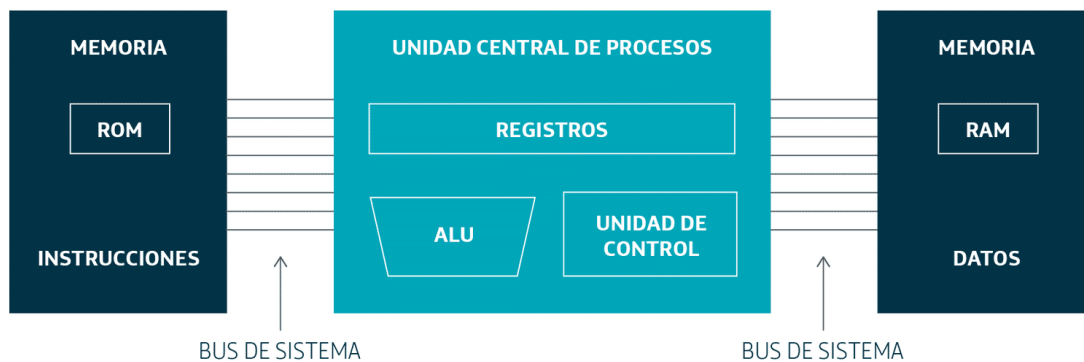 MEMORIA
ROM
INSTRUCCIONES
BUS DE SISTEMA
UNIDAD CENTRAL DE PROCESOS
REGISTROS
ALU
UNIDAD DE
CONTROL
BUS DE SISTEMA
MEMORIA
RAM
DATOS